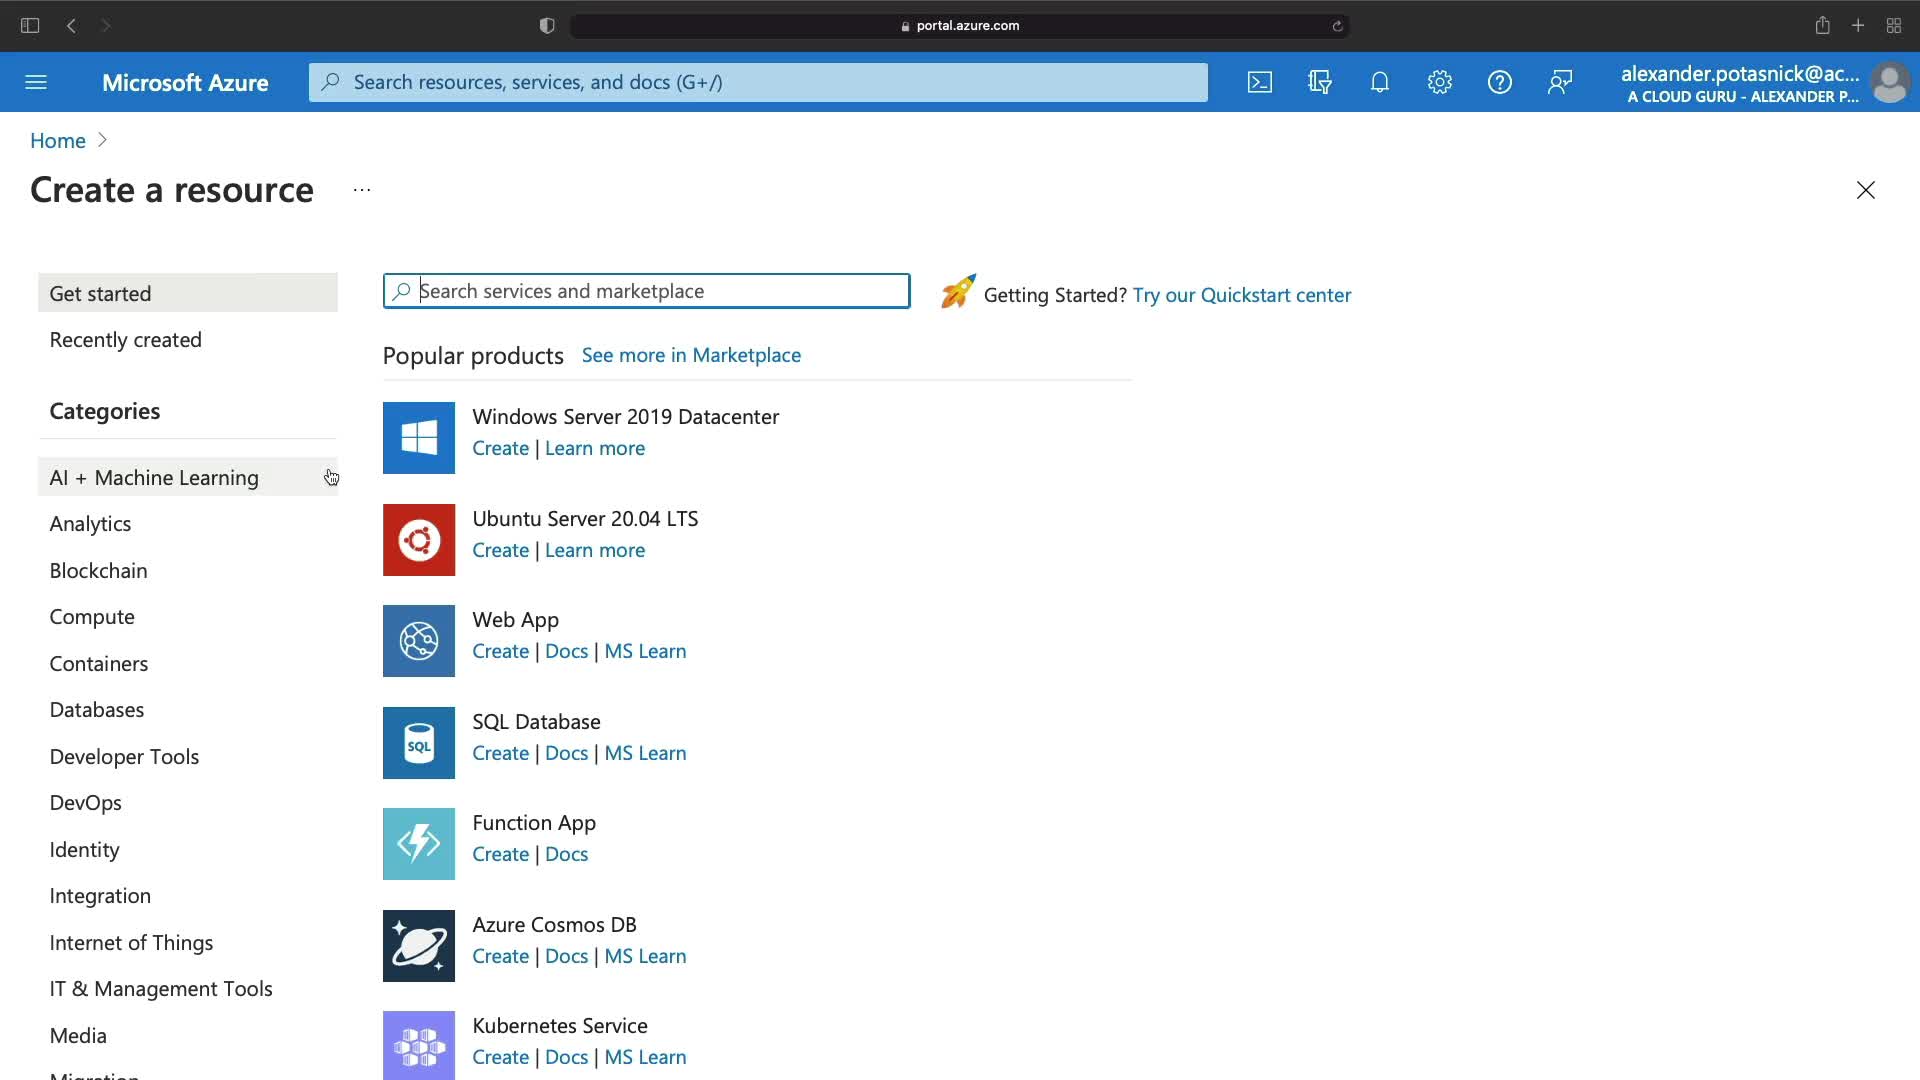 portal.azure.com
Microsoft Azure
Search resources, services, and docs (G+/)
alexander.potasnick@ac...
A CLOUD GURU - ALEXANDER P...
Home
Create a resource
...
Get started
Recently created
Categories
AI + Machine Learning
Analytics
Blockchain
Compute
Containers
Databases
Developer Tools
DevOps
Identity
Integration
Internet of Things
IT & Management Tools
Media
Migration
Search services and marketplace
Getting Started? Try our Quickstart center
Popular products See more in Marketplace
Windows Server 2019 Datacenter
Create | Learn more
Ubuntu Server 20.04 LTS
Create | Learn more
Web App
Create | Docs | MS Learn
SQL
SQL Database
Create | Docs | MS Learn
Function App
Create | Docs
Azure Cosmos DB
Create | Docs | MS Learn
Kubernetes Service
Create | Docs | MS Learn